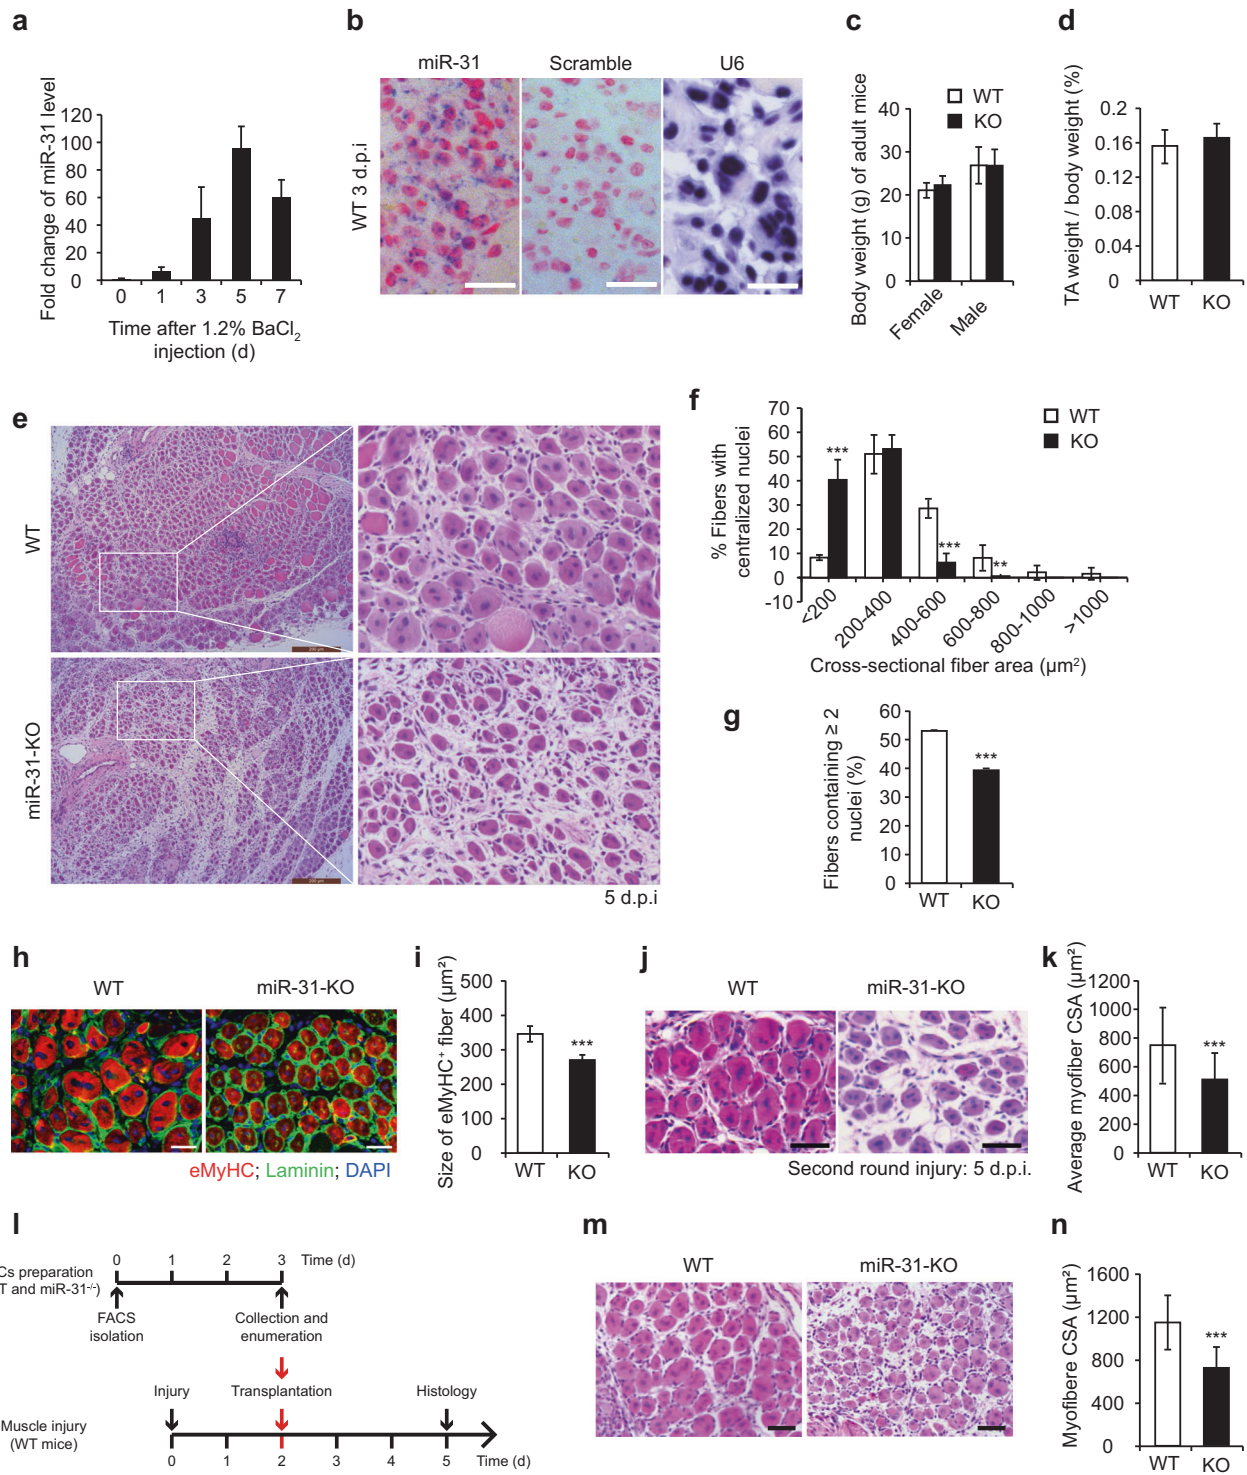 a
Fold change of miR-31 level
120
100
80
60
40
20
0
0 1 3 5 7
Time after 1.2% BaCl₂
injection (d)
b
miR-31 Scramble U6
WT 3 d.p.i
c
Body weight (g) of adult mice
40
30
20
10
0
WT
KO
Female Male
d
TA weight / body weight (%)
0.2
0.16
0.12
0.08
0.04
0
WT KO
e
WT
miR-31-KO
200 μm
200 μm
5 d.p.i
f
% Fibers with
centralized nuclei
70
60
50
40
30
20
10
0
-10
WT
KO
*** *** **
<200 200-400 400-600 600-800 800-1000 >1000
Cross-sectional fiber area (μm²)
g
Fibers containing ≥ 2
nuclei (%)
60
50
40
30
20
10
0
***
WT KO
h
WT miR-31-KO
eMyHC; Laminin; DAPI
i
Size of eMyHC⁺ fiber (μm²)
500
400
300
200
100
0
***
WT KO
j
WT miR-31-KO
Second round injury: 5 d.p.i.
k
Average myofiber CSA (μm²)
1200
1000
800
600
400
200
0
***
WT KO
l
0 1 2 3 Time (d)
Cs preparation
T and miR-31⁻/⁻)
FACS
isolation
Collection and
enumeration
Injury Transplantation Histology
Muscle injury
(WT mice)
0 1 2 3 4 5 Time (d)
m
WT miR-31-KO
n
Myofibere CSA (μm²)
1600
1200
800
400
0
***
WT KO